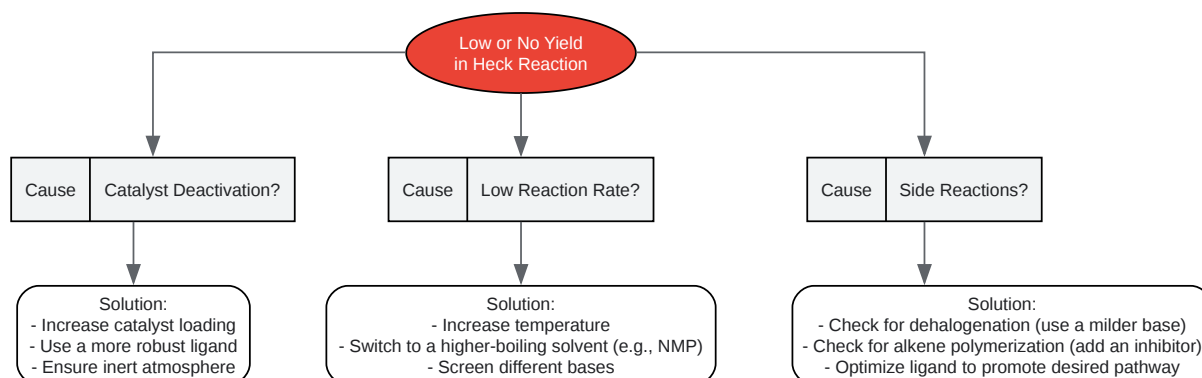 Low or No Yield
in Heck Reaction
Cause
Catalyst Deactivation?
Cause
Low Reaction Rate?
Cause
Side Reactions?
Solution:
- Increase catalyst loading
- Use a more robust ligand
- Ensure inert atmosphere
Solution:
- Increase temperature
- Switch to a higher-boiling solvent (e.g., NMP)
- Screen different bases
Solution:
- Check for dehalogenation (use a milder base)
- Check for alkene polymerization (add an inhibitor)
- Optimize ligand to promote desired pathway